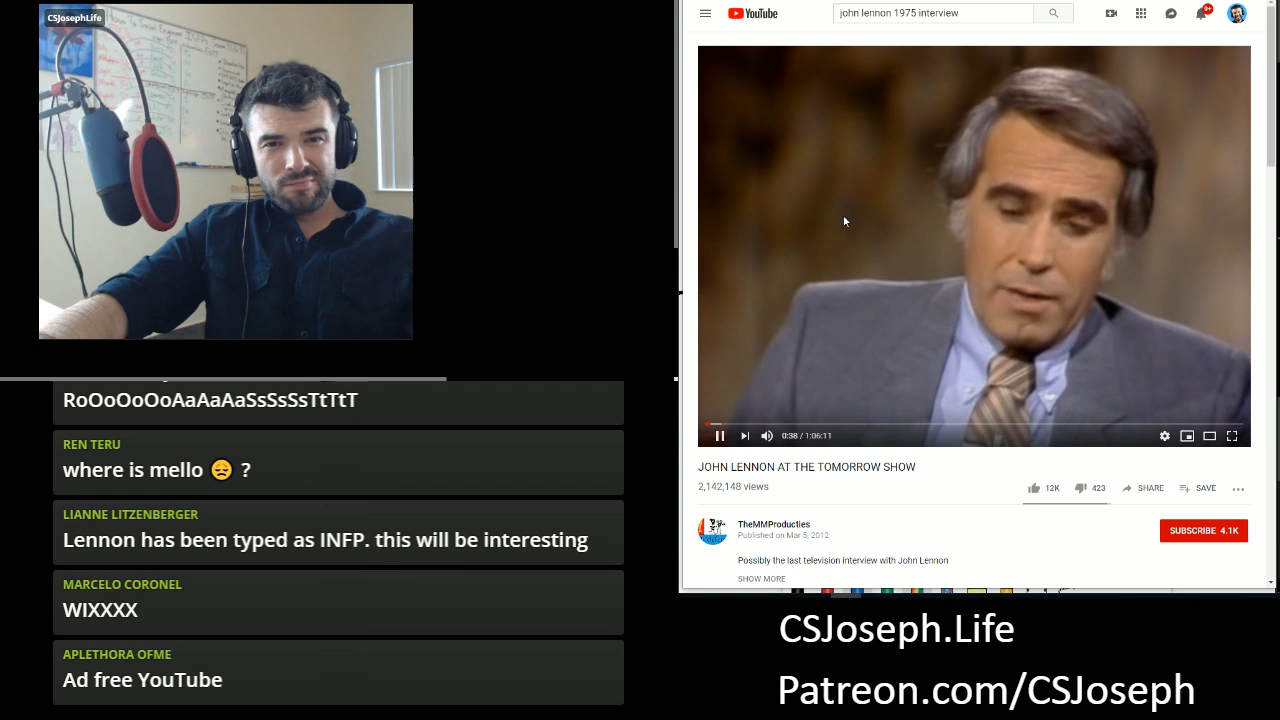 CSJosephLife
YouTube
john lennon 1975 interview
9+
0:38 / 1:06:11
JOHN LENNON AT THE TOMORROW SHOW
2,142,148 views
12K
423
SHARE
SAVE
TheMMProducties
Published on Mar 5, 2012
SUBSCRIBE 4.1K
Possibly the last television interview with John Lennon
SHOW MORE
RoOoOoOoAaAaAaSsSsSsTtTtT
REN TERU
where is mello 😞 ?
LIANNE LITZENBERGER
Lennon has been typed as INFP. this will be interesting
MARCELO CORONEL
WIXXXX
APLETHORA OFME
Ad free YouTube
CSJoseph.Life
Patreon.com/CSJoseph